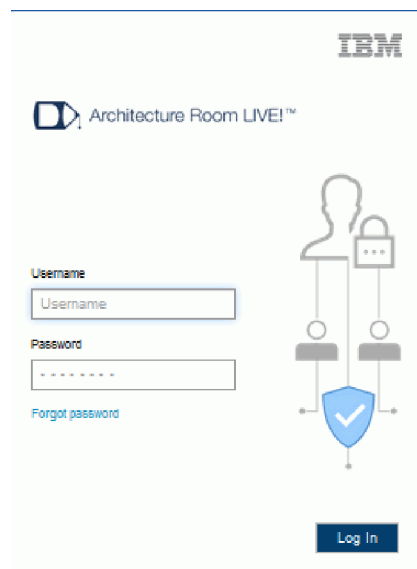 IBM
Architecture Room LIVE!™
Username
Username
Password
--------
Forgot password
Log In